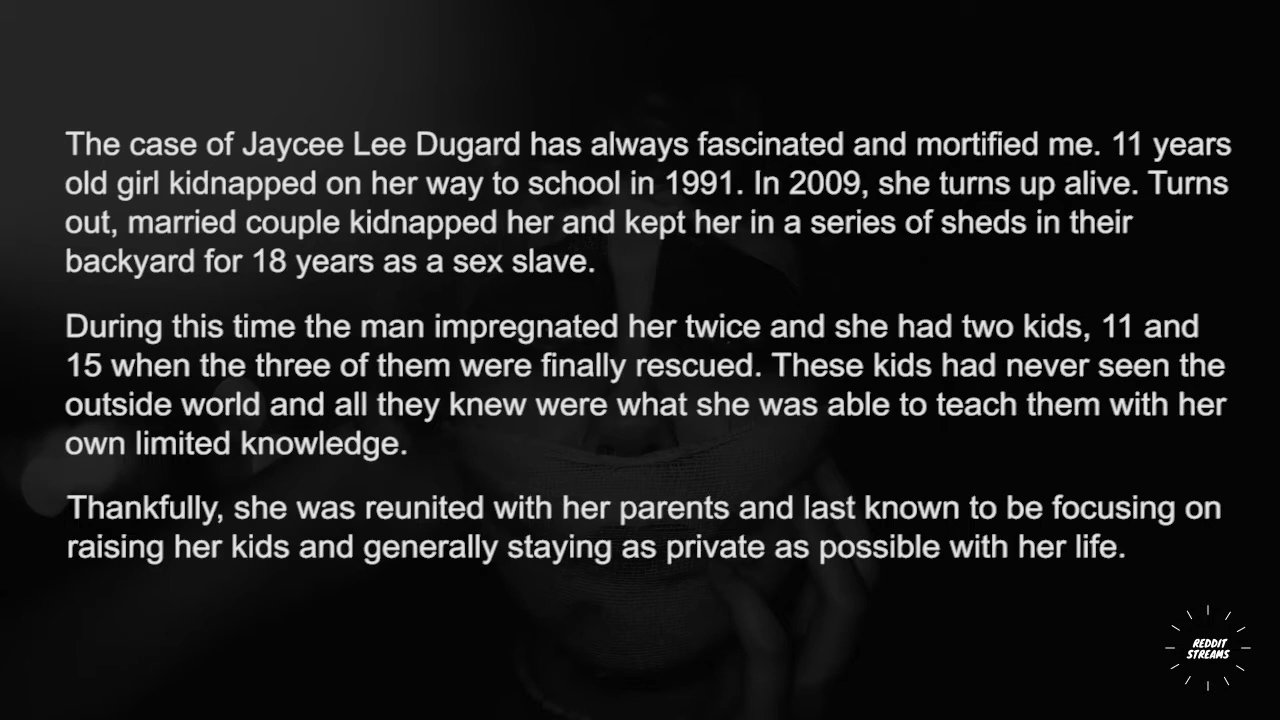 The case of Jaycee Lee Dugard has always fascinated and mortified me. 11 years
old girl kidnapped on her way to school in 1991. In 2009, she turns up alive. Turns
out, married couple kidnapped her and kept her in a series of sheds in their
backyard for 18 years as a sex slave.
During this time the man impregnated her twice and she had two kids, 11 and
15 when the three of them were finally rescued. These kids had never seen the
outside world and all they knew were what she was able to teach them with her
own limited knowledge.
Thankfully, she was reunited with her parents and last known to be focusing on
raising her kids and generally staying as private as possible with her life.
REDDIT
STREAMS